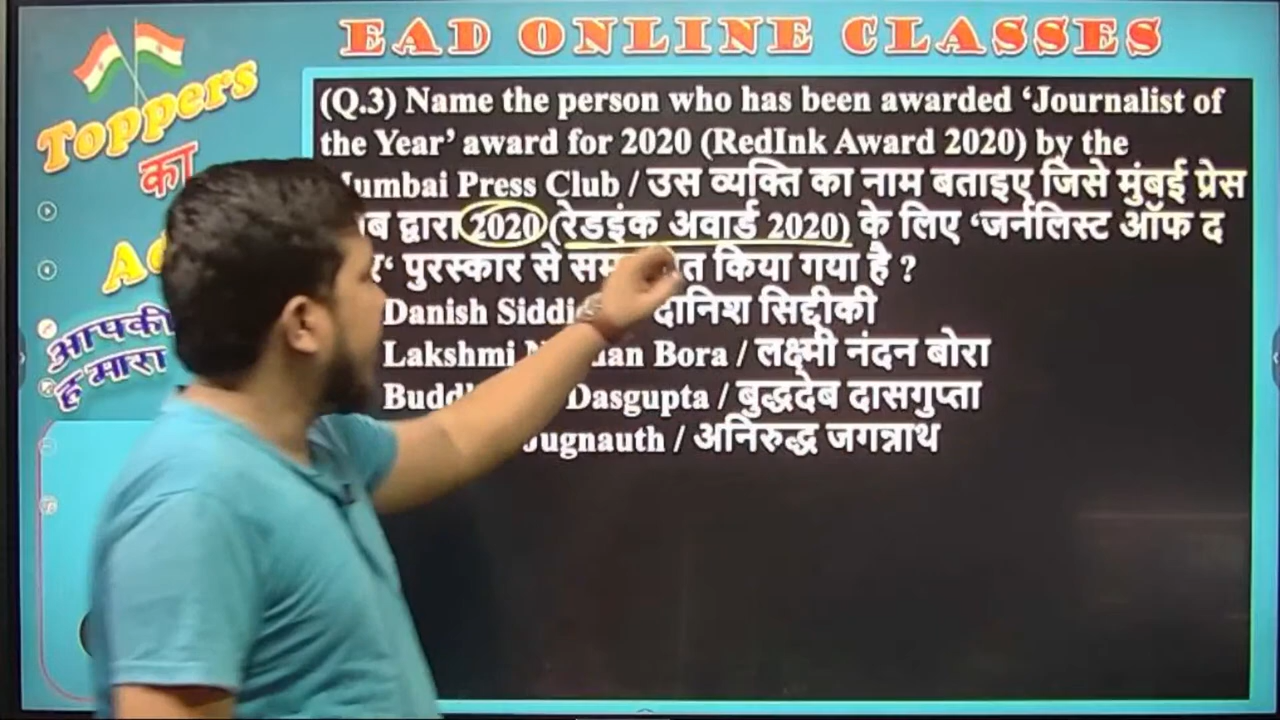 EAD ONLINE CLASSES
Toppers
का
आपकी
हमारा
(Q.3) Name the person who has been awarded ‘Journalist of
the Year’ award for 2020 (RedInk Award 2020) by the
Mumbai Press Club / उस व्यक्ति का नाम बताइए जिसे मुंबई प्रेस
द्वारा 2020 (रेडइंक अवार्ड 2020) के लिए ‘जर्नलिस्ट ऑफ द
पुरस्कार से किया गया है ?
Danish दानिश सिद्दीकी
Lakshmi Bora / लक्ष्मी नंदन बोरा
Dasgupta / बुद्धदेब दासगुप्ता
Jugnauth / अनिरुद्ध जगन्नाथ